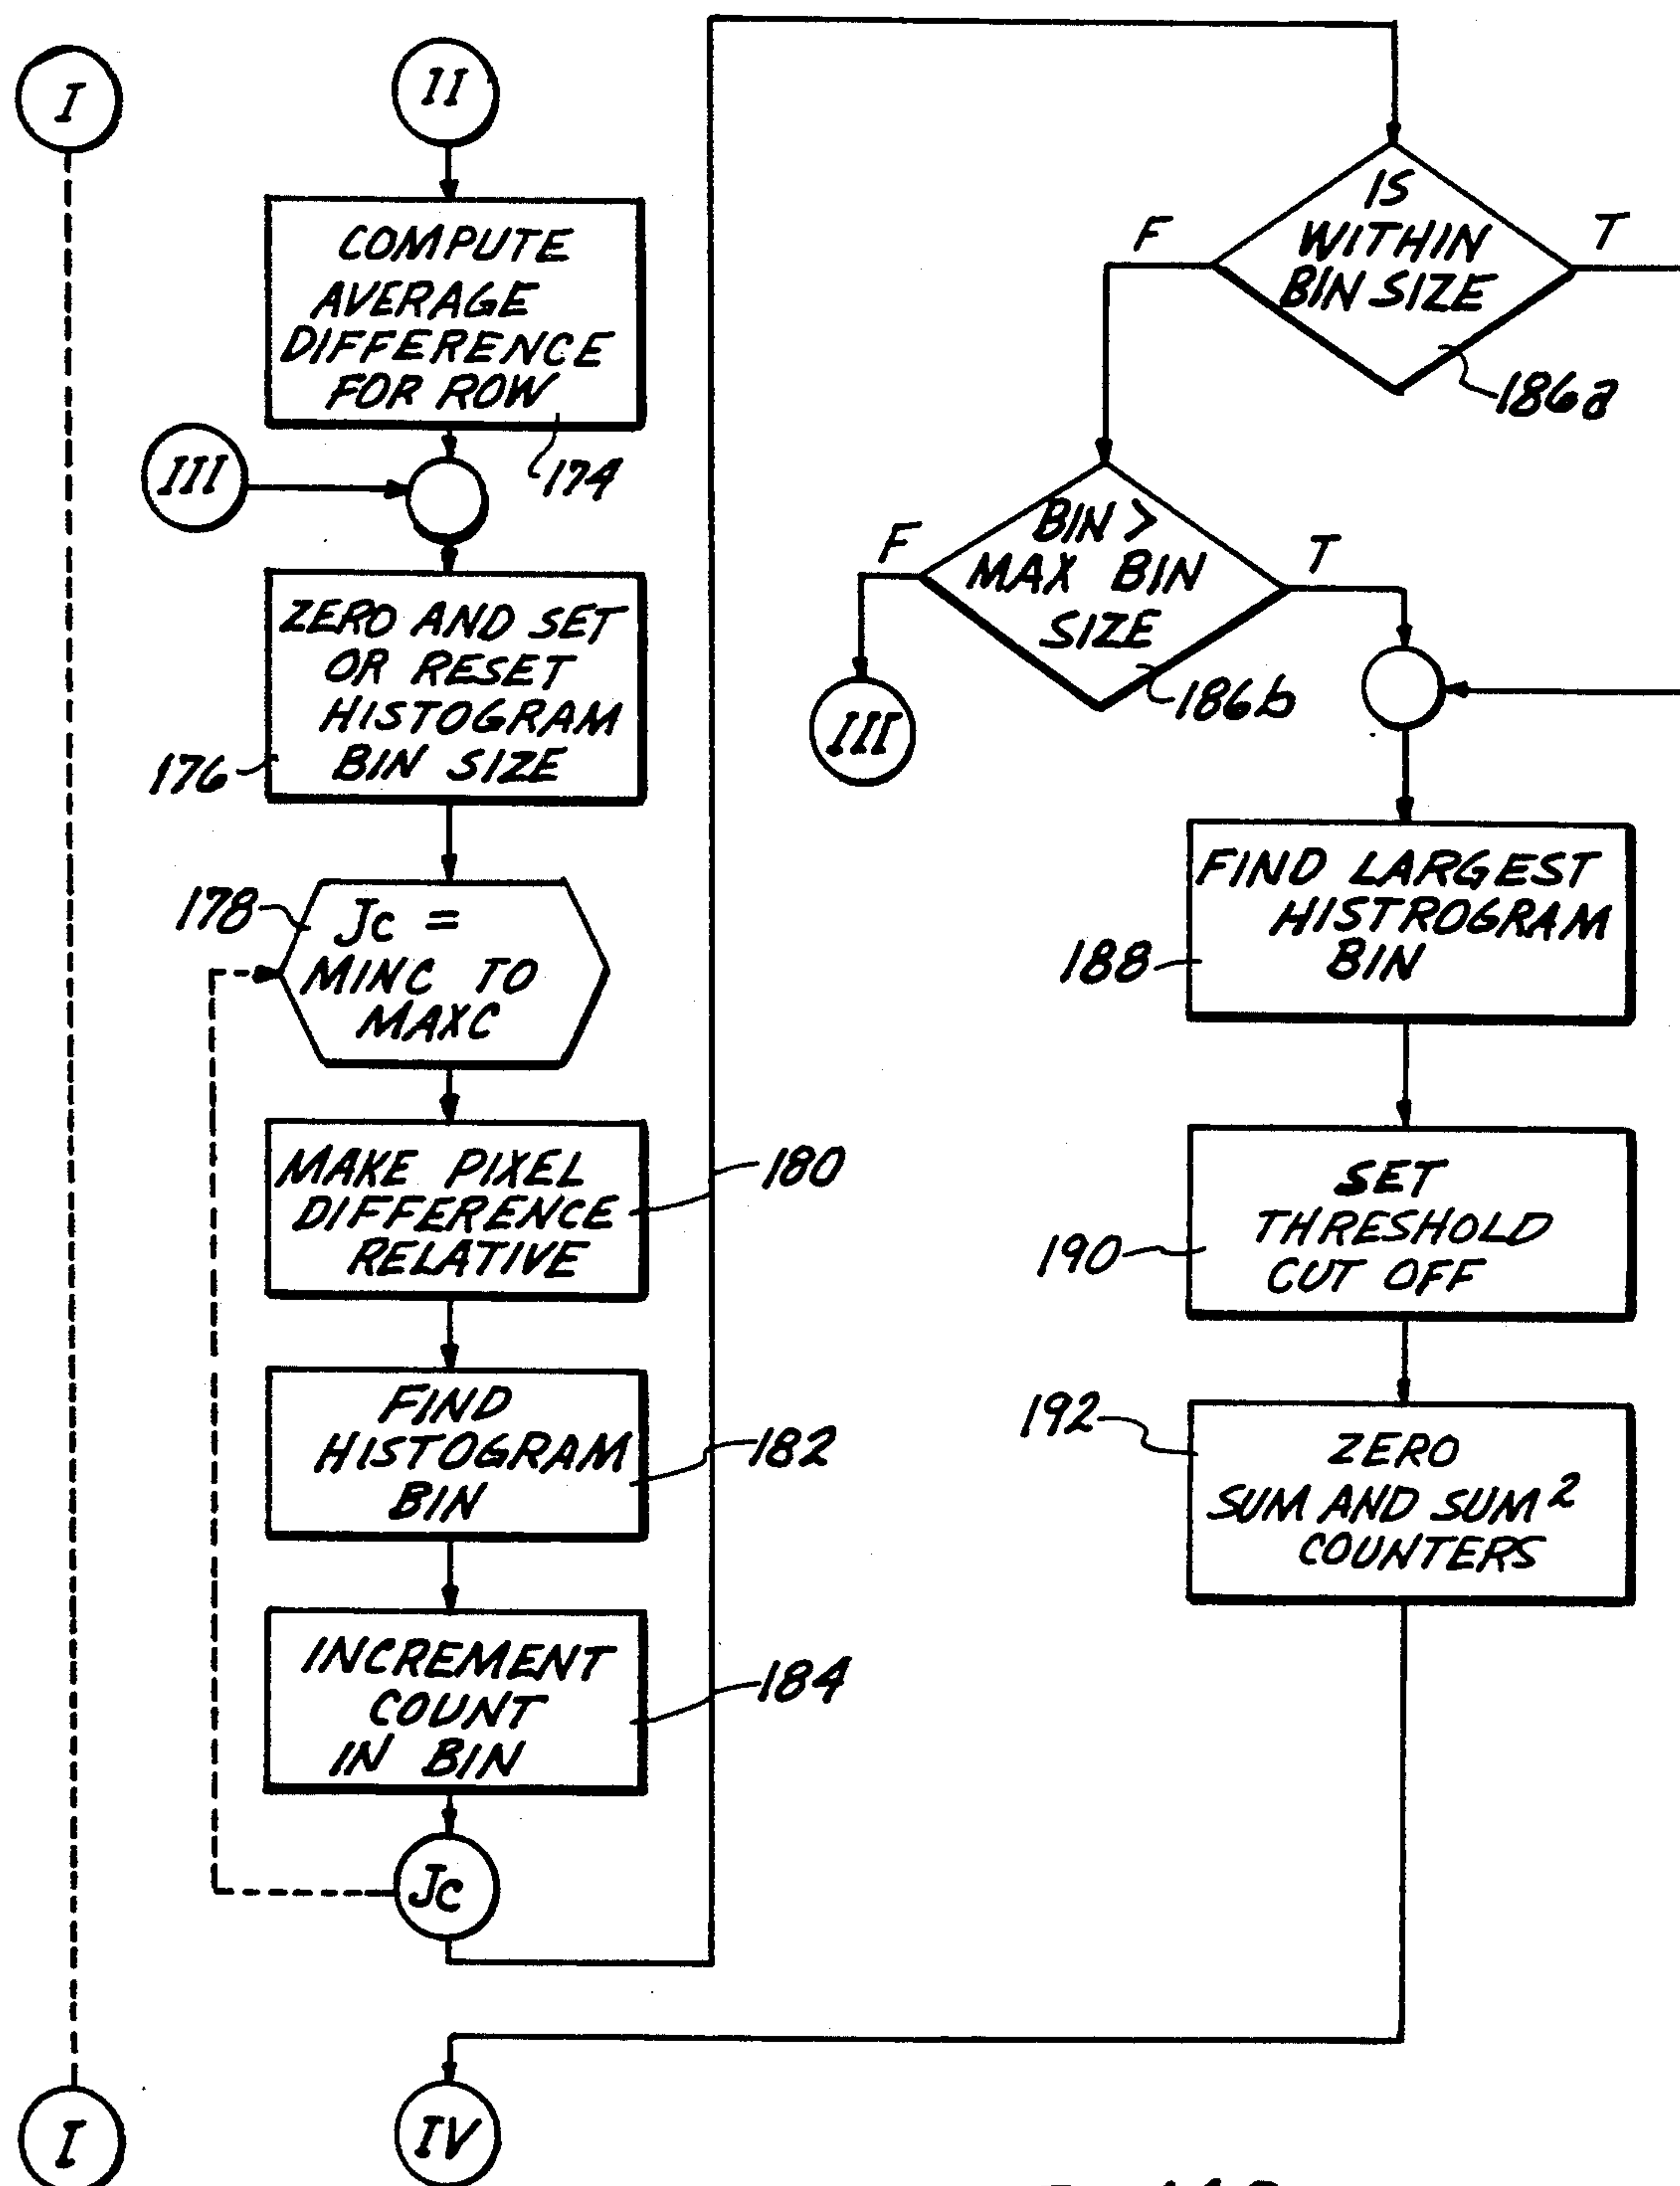 I
II
COMPUTE
AVERAGE
DIFFERENCE
FOR ROW
174
III
ZERO AND SET
OR RESET
HISTOGRAM
BIN SIZE
176
178
Jc =
MINC TO
MAXC
MAKE PIXEL
DIFFERENCE
RELATIVE
180
FIND
HISTOGRAM
BIN
182
INCREMENT
COUNT
IN BIN
184
Jc
IS
WITHIN
BIN SIZE
F
T
186a
BIN >
MAX BIN
SIZE
F
T
186b
III
FIND LARGEST
HISTROGRAM
BIN
188
SET
THRESHOLD
CUT OFF
190
192
ZERO
SUM AND SUM²
COUNTERS
I
IV